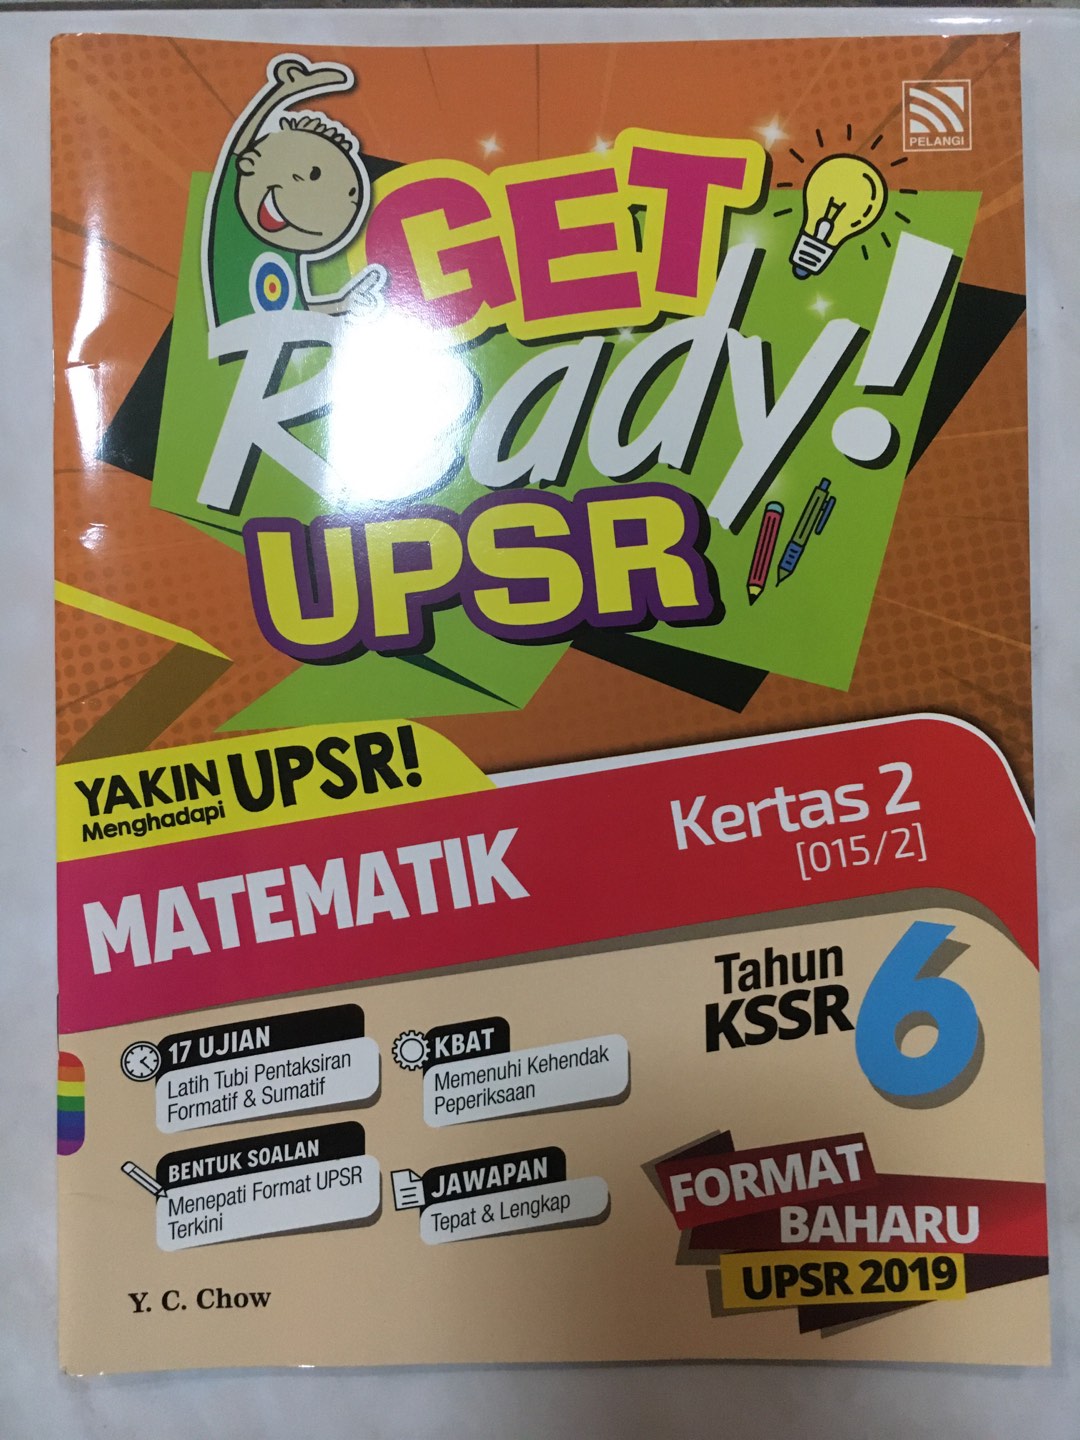 PELANGI
GET
Ready!
UPSR
YAKIN
Menghadapi
UPSR!
MATEMATIK
Kertas 2
[015/2]
Tahun
KSSR
6
17 UJIAN
Latih Tubi Pentaksiran
Formatif & Sumatif
KBAT
Memenuhi Kehendak
Peperiksaan
BENTUK SOALAN
Menepati Format UPSR
Terkini
JAWAPAN
Tepat & Lengkap
FORMAT
BAHARU
UPSR 2019
Y. C. Chow